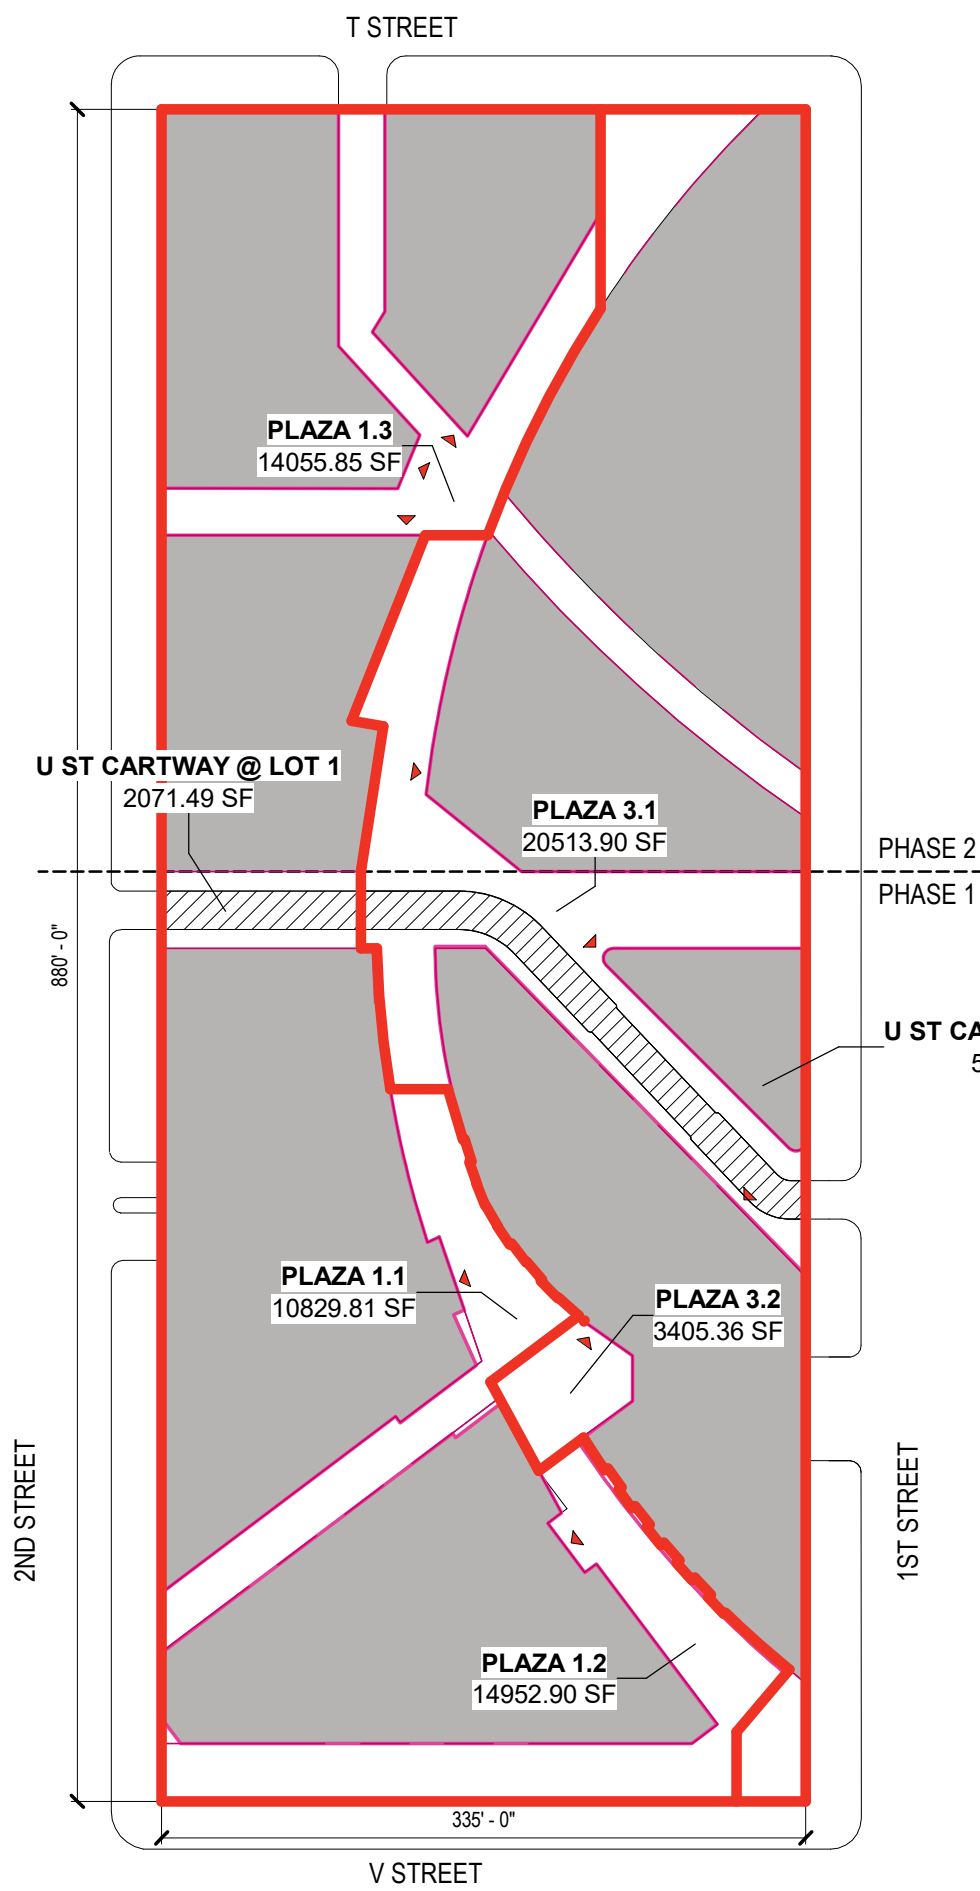 T STREET
PLAZA 1.3
14055.85 SF
U ST CARTWAY @ LOT 1
2071.49 SF
PLAZA 3.1
20513.90 SF
PHASE 2
PHASE 1
880' - 0"
U ST CA
5
PLAZA 1.1
10829.81 SF
PLAZA 3.2
3405.36 SF
2ND STREET
1ST STREET
PLAZA 1.2
14952.90 SF
335' - 0"
V STREET